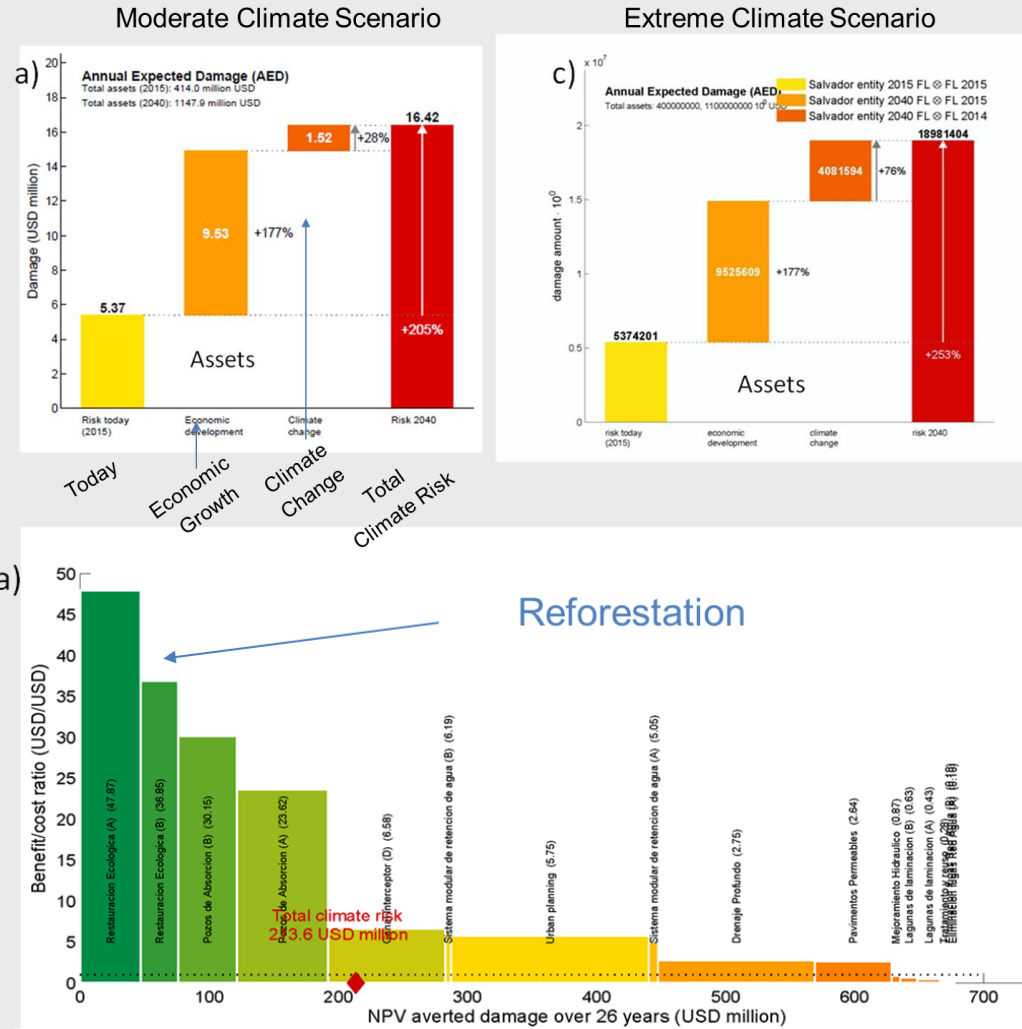 Moderate Climate Scenario
Extreme Climate Scenario
a)
Annual Expected Damage (AED)
Total assets (2015): 414.0 million USD
Total assets (2040): 1147.9 million USD
Damage (USD million)
20
18
16
14
12
10
8
6
4
2
0
5.37
9.53
+177%
1.52
+28%
16.42
+205%
Assets
Risk today
(2015)
Economic
development
Climate
change
Risk 2040
Today
Economic
Growth
Climate
Change
Total
Climate Risk
c)
x 10⁷
Annual Expected Damage (AED)
Total assets: 400000000, 1100000000 10⁰ USD
Salvador entity 2015 FL ⊗ FL 2015
Salvador entity 2040 FL ⊗ FL 2015
Salvador entity 2040 FL ⊗ FL 2014
damage amount · 10⁰
2
1.5
1
0.5
0
5374201
9525609
+177%
4081594
+76%
18981404
+253%
Assets
risk today
(2015)
economic
development
climate
change
risk 2040
a)
Reforestation
Benefit/cost ratio (USD/USD)
50
45
40
35
30
25
20
15
10
5
0
Restauracion Ecologica (A) (47.87)
Restauracion Ecologica (B) (36.85)
Pozos de Absorcion (B) (30.15)
Pozos de Absorcion (A) (23.62)
Total climate risk
USD million
Interceptor (D) (6.58)
Sistema modular de retencion de agua (B) (6.19)
Urban planning (5.75)
Sistema modular de retencion de agua (A) (5.05)
Drenaje Profundo (2.75)
Pavimentos Permeables (2.64)
Mejoramiento Hidraulico (0.87)
Lagunas de laminacion (B) (0.63)
Lagunas de laminacion (A) (0.43)
0 100 200 300 400 500 600 700
NPV averted damage over 26 years (USD million)